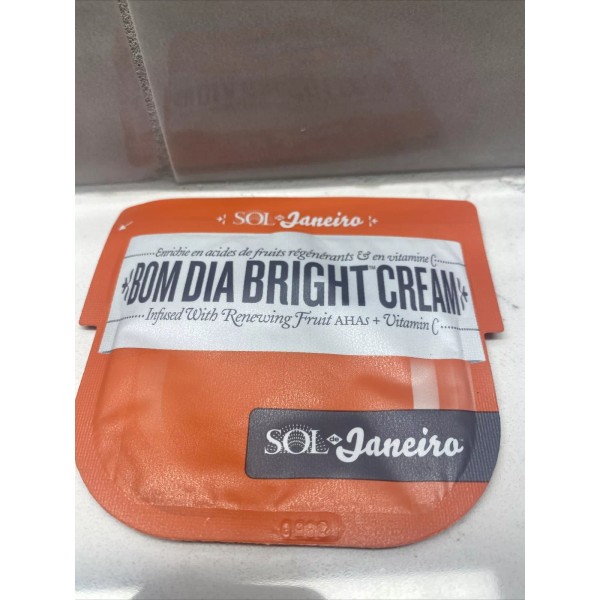 SOL de Janeiro
Enrichie en acides de fruits régénérants & en vitamine C
BOM DIA BRIGHT™ CREAM
Infused With Renewing Fruit AHAs + Vitamin C
SOL de Janeiro